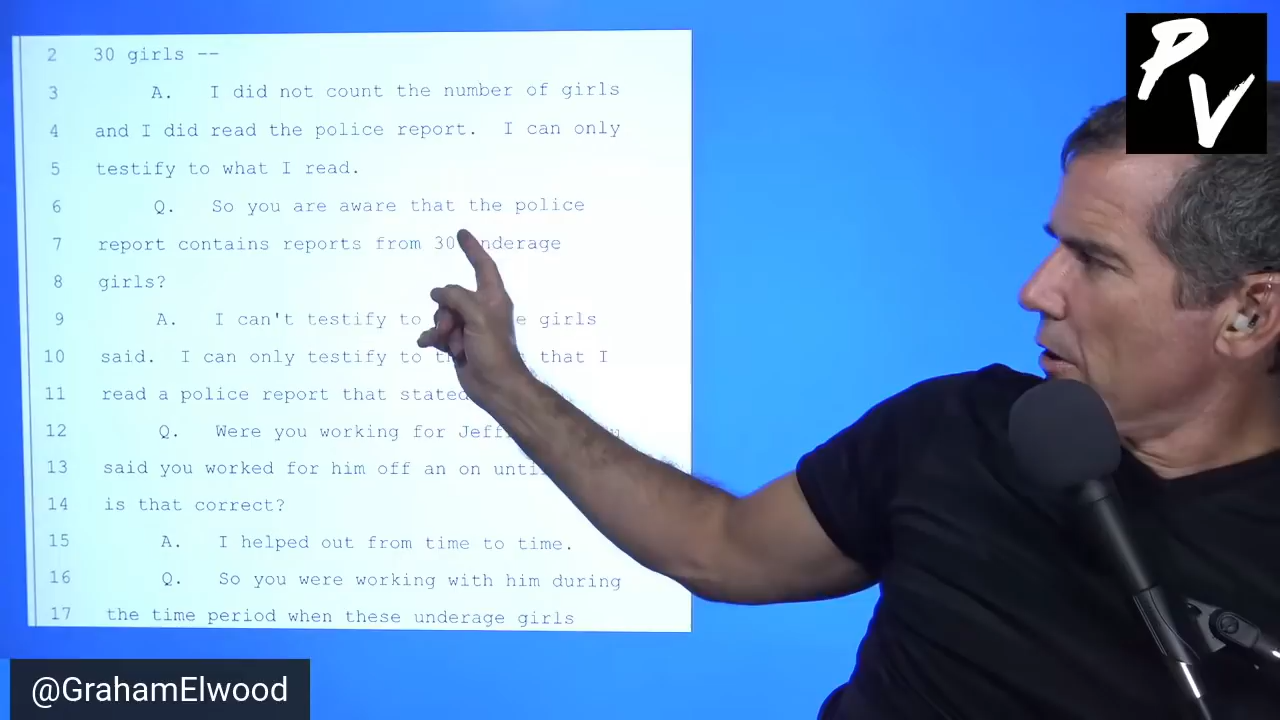 P
V
2 30 girls --
3 A. I did not count the number of girls
4 and I did read the police report. I can only
5 testify to what I read.
6 Q. So you are aware that the police
7 report contains reports from 30 underage
8 girls?
9 A. I can't testify to girls
10 said. I can only testify to that I
11 read a police report that stated
12 Q. Were you working for
13 said you worked for him off an on
14 is that correct?
15 A. I helped out from time to time.
16 Q. So you were working with him during
17 the time period when these underage girls
@GrahamElwood